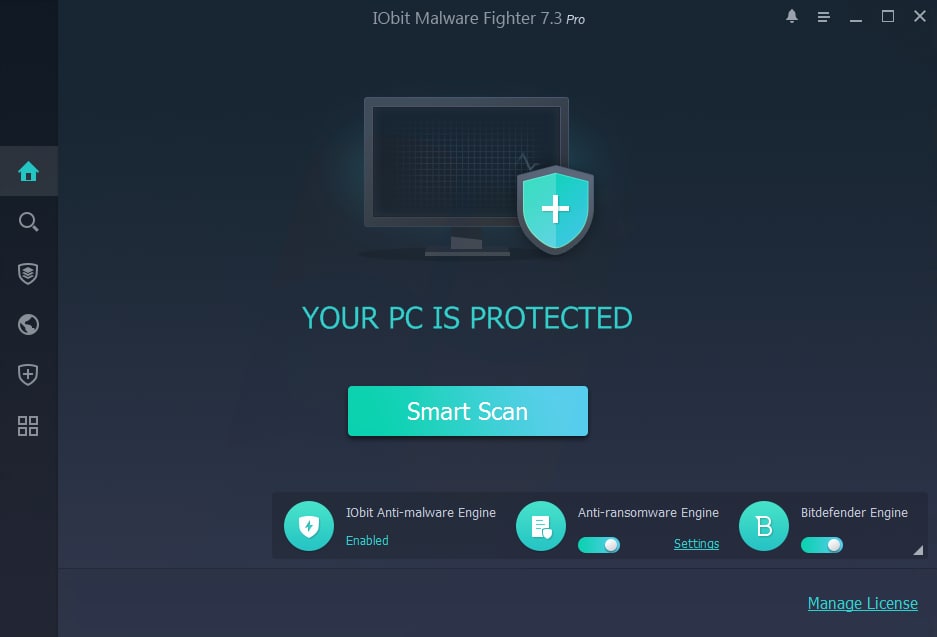 IObit Malware Fighter 7.3 Pro
YOUR PC IS PROTECTED
Smart Scan
IObit Anti-malware Engine
Enabled
Anti-ransomware Engine
Settings
B
Bitdefender Engine
Manage License